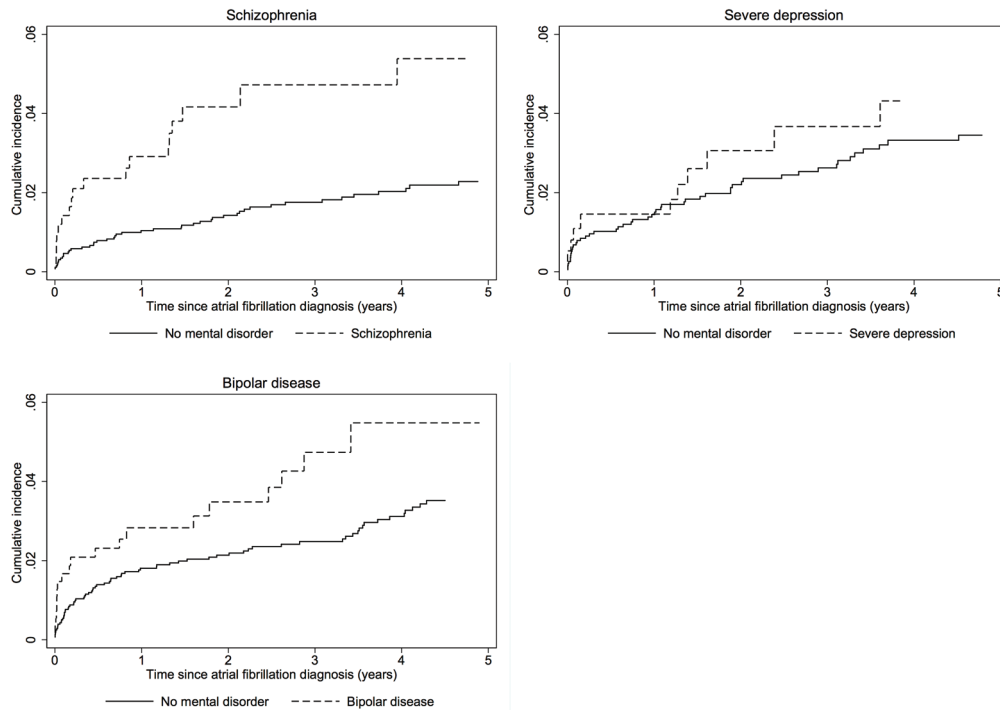 Schizophrenia
Cumulative incidence
.06
.04
.02
0
0 1 2 3 4 5
Time since atrial fibrillation diagnosis (years)
No mental disorder Schizophrenia
Severe depression
Cumulative incidence
.06
.04
.02
0
0 1 2 3 4 5
Time since atrial fibrillation diagnosis (years)
No mental disorder Severe depression
Bipolar disease
Cumulative incidence
.06
.04
.02
0
0 1 2 3 4 5
Time since atrial fibrillation diagnosis (years)
No mental disorder Bipolar disease